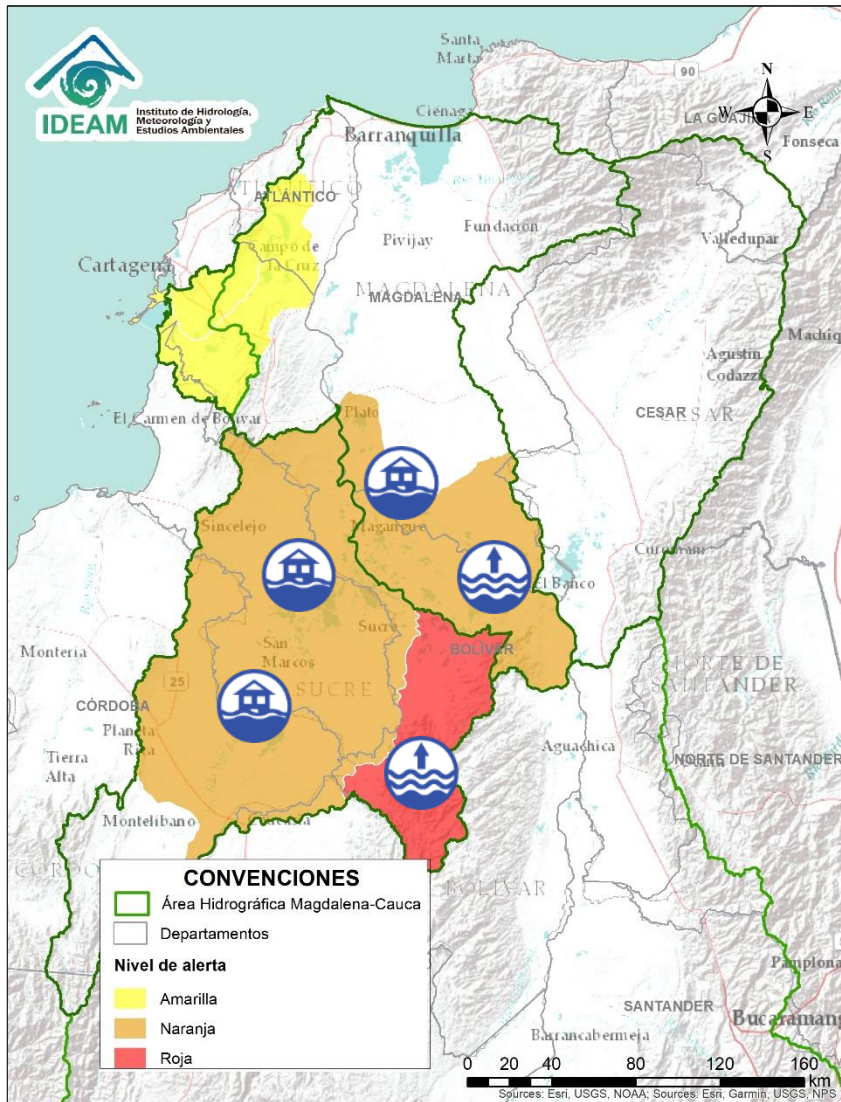 IDEAM
Instituto de Hidrología,
Meteorología y
Estudios Ambientales
Santa
Marta
90
N
W
E
S
LA GUAJIRA
Ciénaga
Barranquilla
Fonseca
ATLÁNTICO
Pivijay
Fundación
Valledupar
Campo de
la Cruz
Cartagena
MAGDALENA
MAGDALENA
Agustín
Codazzi
El Carmen de Bolívar
Plato
CESAR
CESAR
Sincelejo
Magangué
Curumaní
El Banco
Sucre
Montería
San
Marcos
BOLÍVAR
NORTE DE
SANTANDER
25
SUCRE
CÓRDOBA
Planeta
Rica
Tierra
Alta
Aguachica
NORTE DE SANTANDER
Montelíbano
BOLÍVAR
CONVENCIONES
Área Hidrográfica Magdalena-Cauca
Departamentos
Nivel de alerta
Amarilla
Naranja
Roja
Pamplona
SANTANDER
Bucaramang
Barrancabermeja
0 20 40 80 120 160
km
Sources: Esri, USGS, NOAA; Sources: Esri, Garmin, USGS, NPS